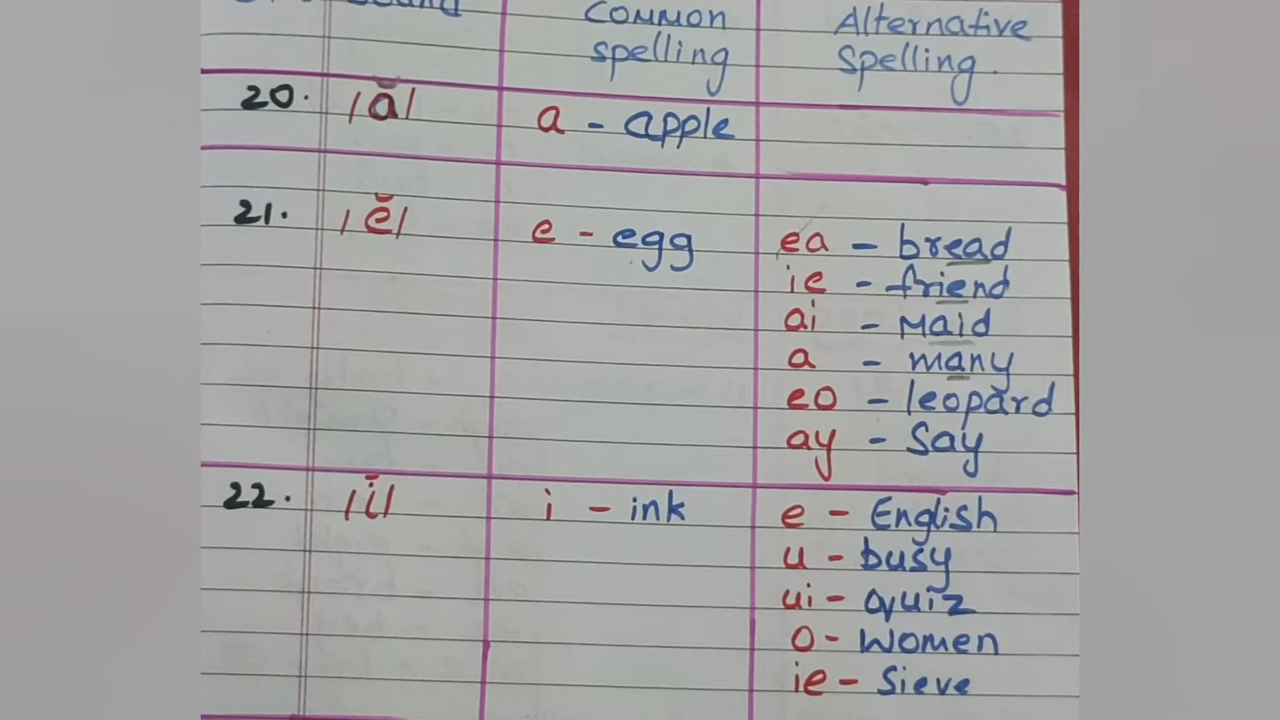 Common Alternative
spelling Spelling
20. /ă/ a - apple
21. /ĕ/ e - egg ea - bread
ie - friend
ai - Maid
a - many
eo - leopard
ay - Say
22. /ĭ/ i - ink e - English
u - busy
ui - Quiz
o - Women
ie - Sieve